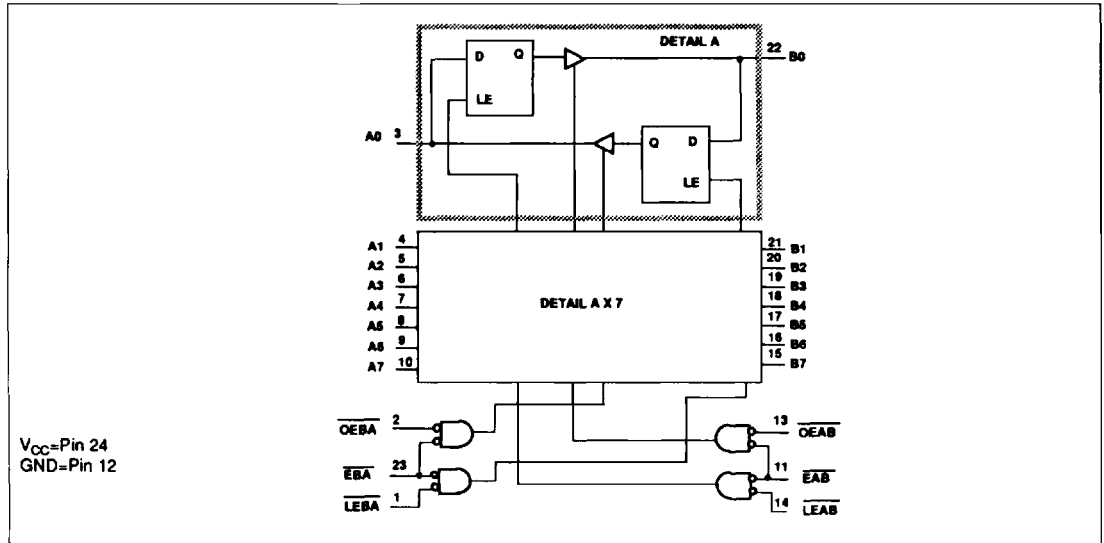 DETAIL A
D Q
LE
22 B0
A0 3
Q D
LE
A1 4
A2 5
A3 6
A4 7
A5 8
A6 9
A7 10
DETAIL A X 7
21 B1
20 B2
19 B3
18 B4
17 B5
16 B6
15 B7
OEBA 2
EBA 23
LEBA 1
13 OEAB
11 EAB
14 LEAB
VCC=Pin 24
GND=Pin 12